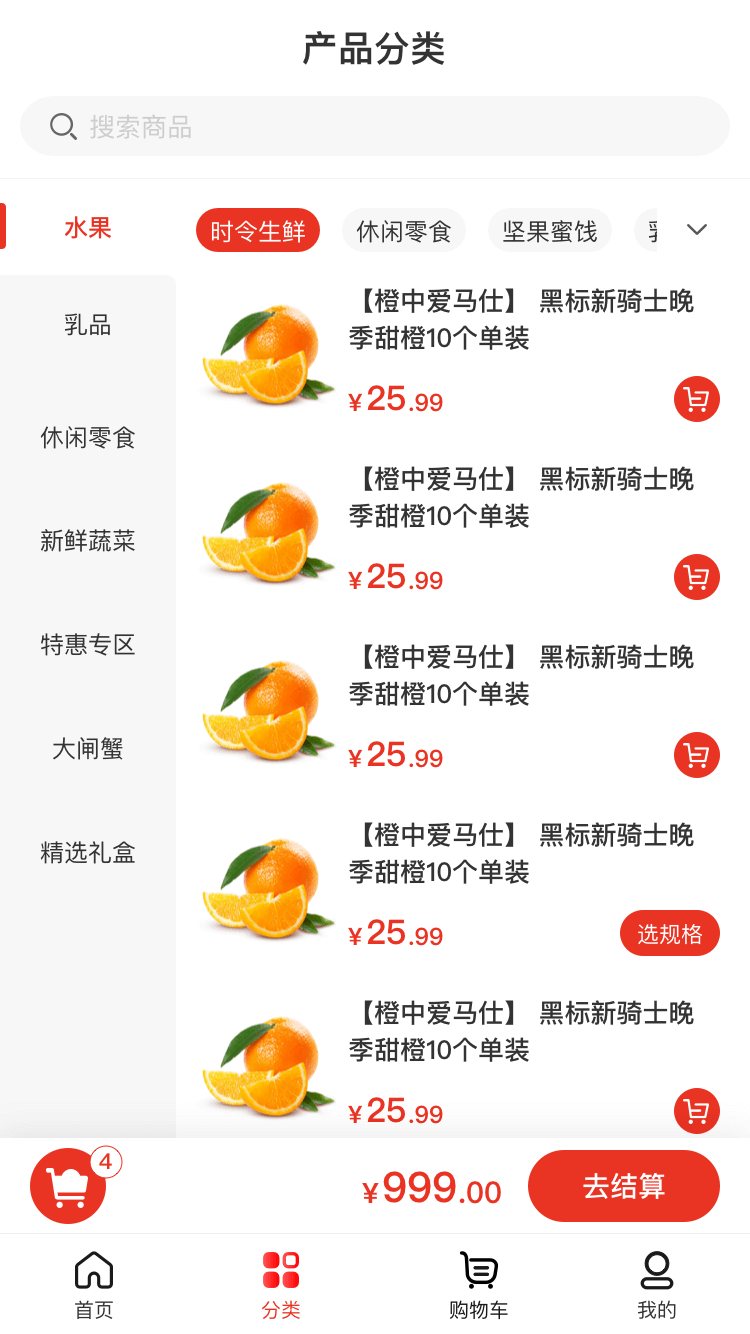 产品分类
搜索商品
水果
乳品
休闲零食
新鲜蔬菜
特惠专区
大闸蟹
精选礼盒
时令生鲜 休闲零食 坚果蜜饯
【橙中爱马仕】 黑标新骑士晚
季甜橙10个单装
¥25.99
【橙中爱马仕】 黑标新骑士晚
季甜橙10个单装
¥25.99
【橙中爱马仕】 黑标新骑士晚
季甜橙10个单装
¥25.99
【橙中爱马仕】 黑标新骑士晚
季甜橙10个单装
¥25.99 选规格
【橙中爱马仕】 黑标新骑士晚
季甜橙10个单装
¥25.99
4
¥999.00 去结算
首页 分类 购物车 我的